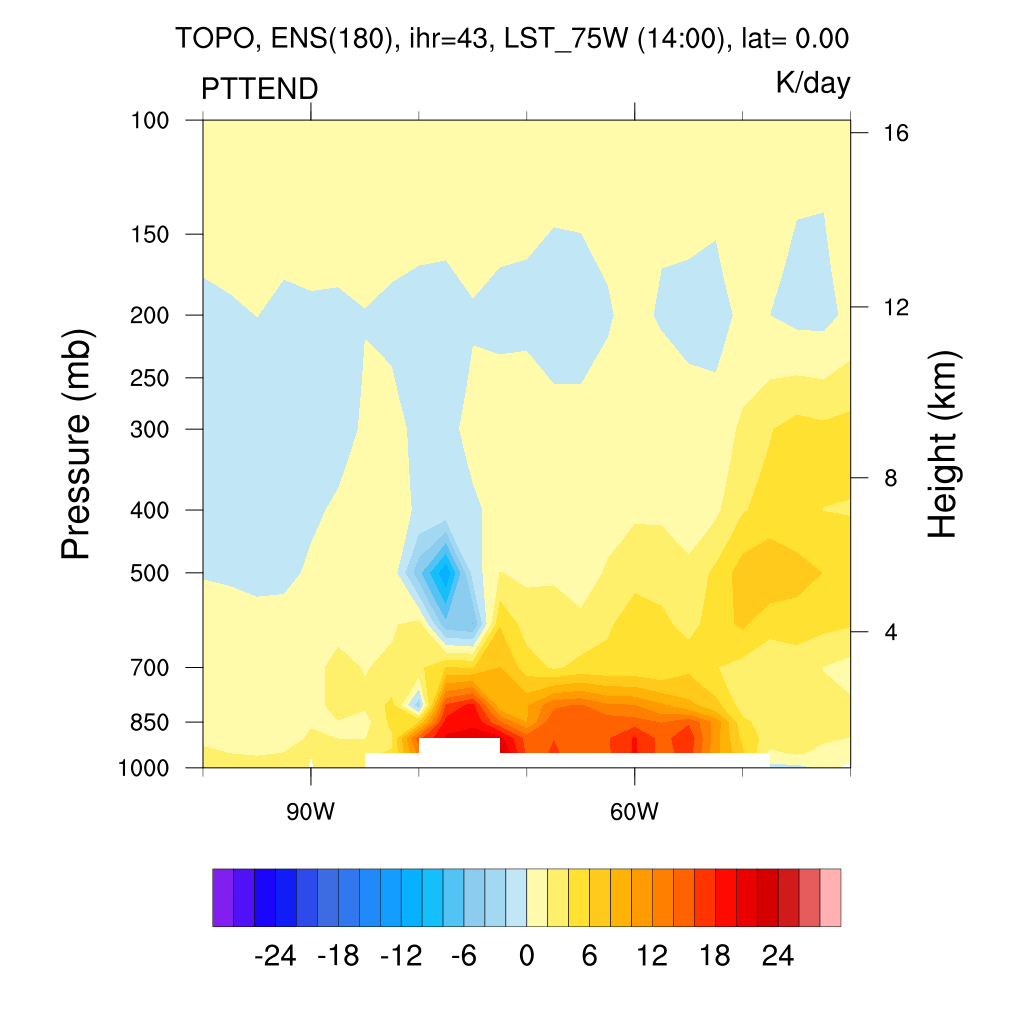 TOPO, ENS(180), ihr=43, LST_75W (14:00), lat= 0.00
PTTEND
K/day
100
150
200
250
300
400
500
700
850
1000
Pressure (mb)
16
12
8
4
Height (km)
90W
60W
-24 -18 -12 -6 0 6 12 18 24